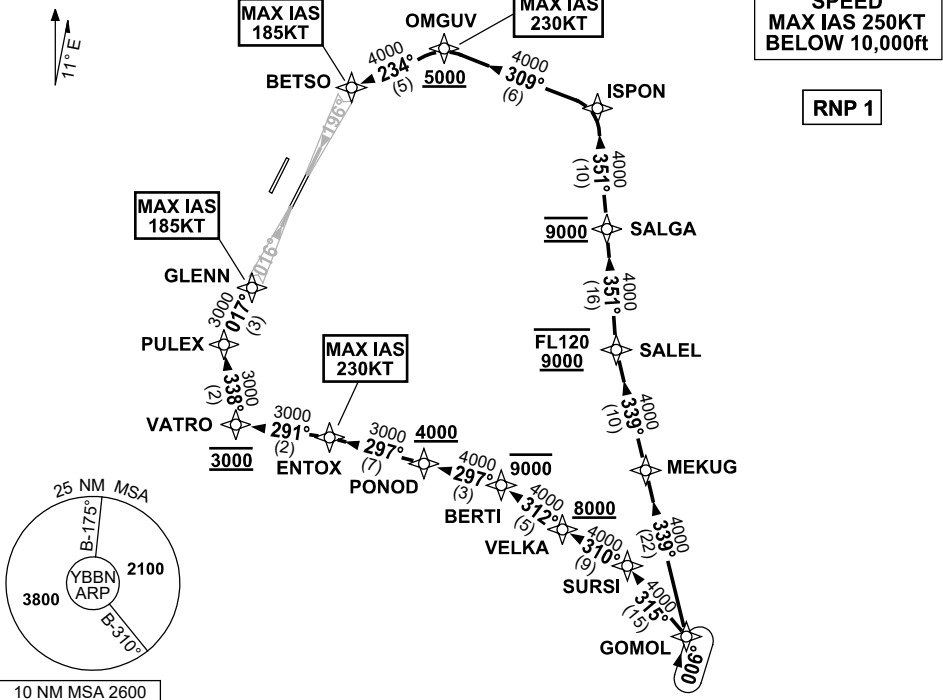 MAX IAS
185KT
OMGUV
MAX IAS
230KT
SPEED
MAX IAS 250KT
BELOW 10,000ft
11° E
BETSO
4000
234°
(5)
5000
4000
309°
(6)
ISPON
RNP 1
196°
4000
351°
(10)
MAX IAS
185KT
9000
SALGA
016°
GLENN
4000
351°
(16)
3000
017°
(3)
PULEX
MAX IAS
230KT
FL120
9000
SALEL
3000
338°
(2)
4000
339°
(10)
VATRO
3000
291°
(2)
3000
297°
(7)
4000
3000
ENTOX
PONOD
4000
297°
(3)
9000
MEKUG
25 NM MSA
BERTI
4000
312°
(5)
8000
4000
339°
(22)
VELKA
4000
310°
(9)
SURSI
B-175°
YBBN
ARP
2100
3800
B-310°
4000
315°
(15)
GOMOL
006°
10 NM MSA 2600